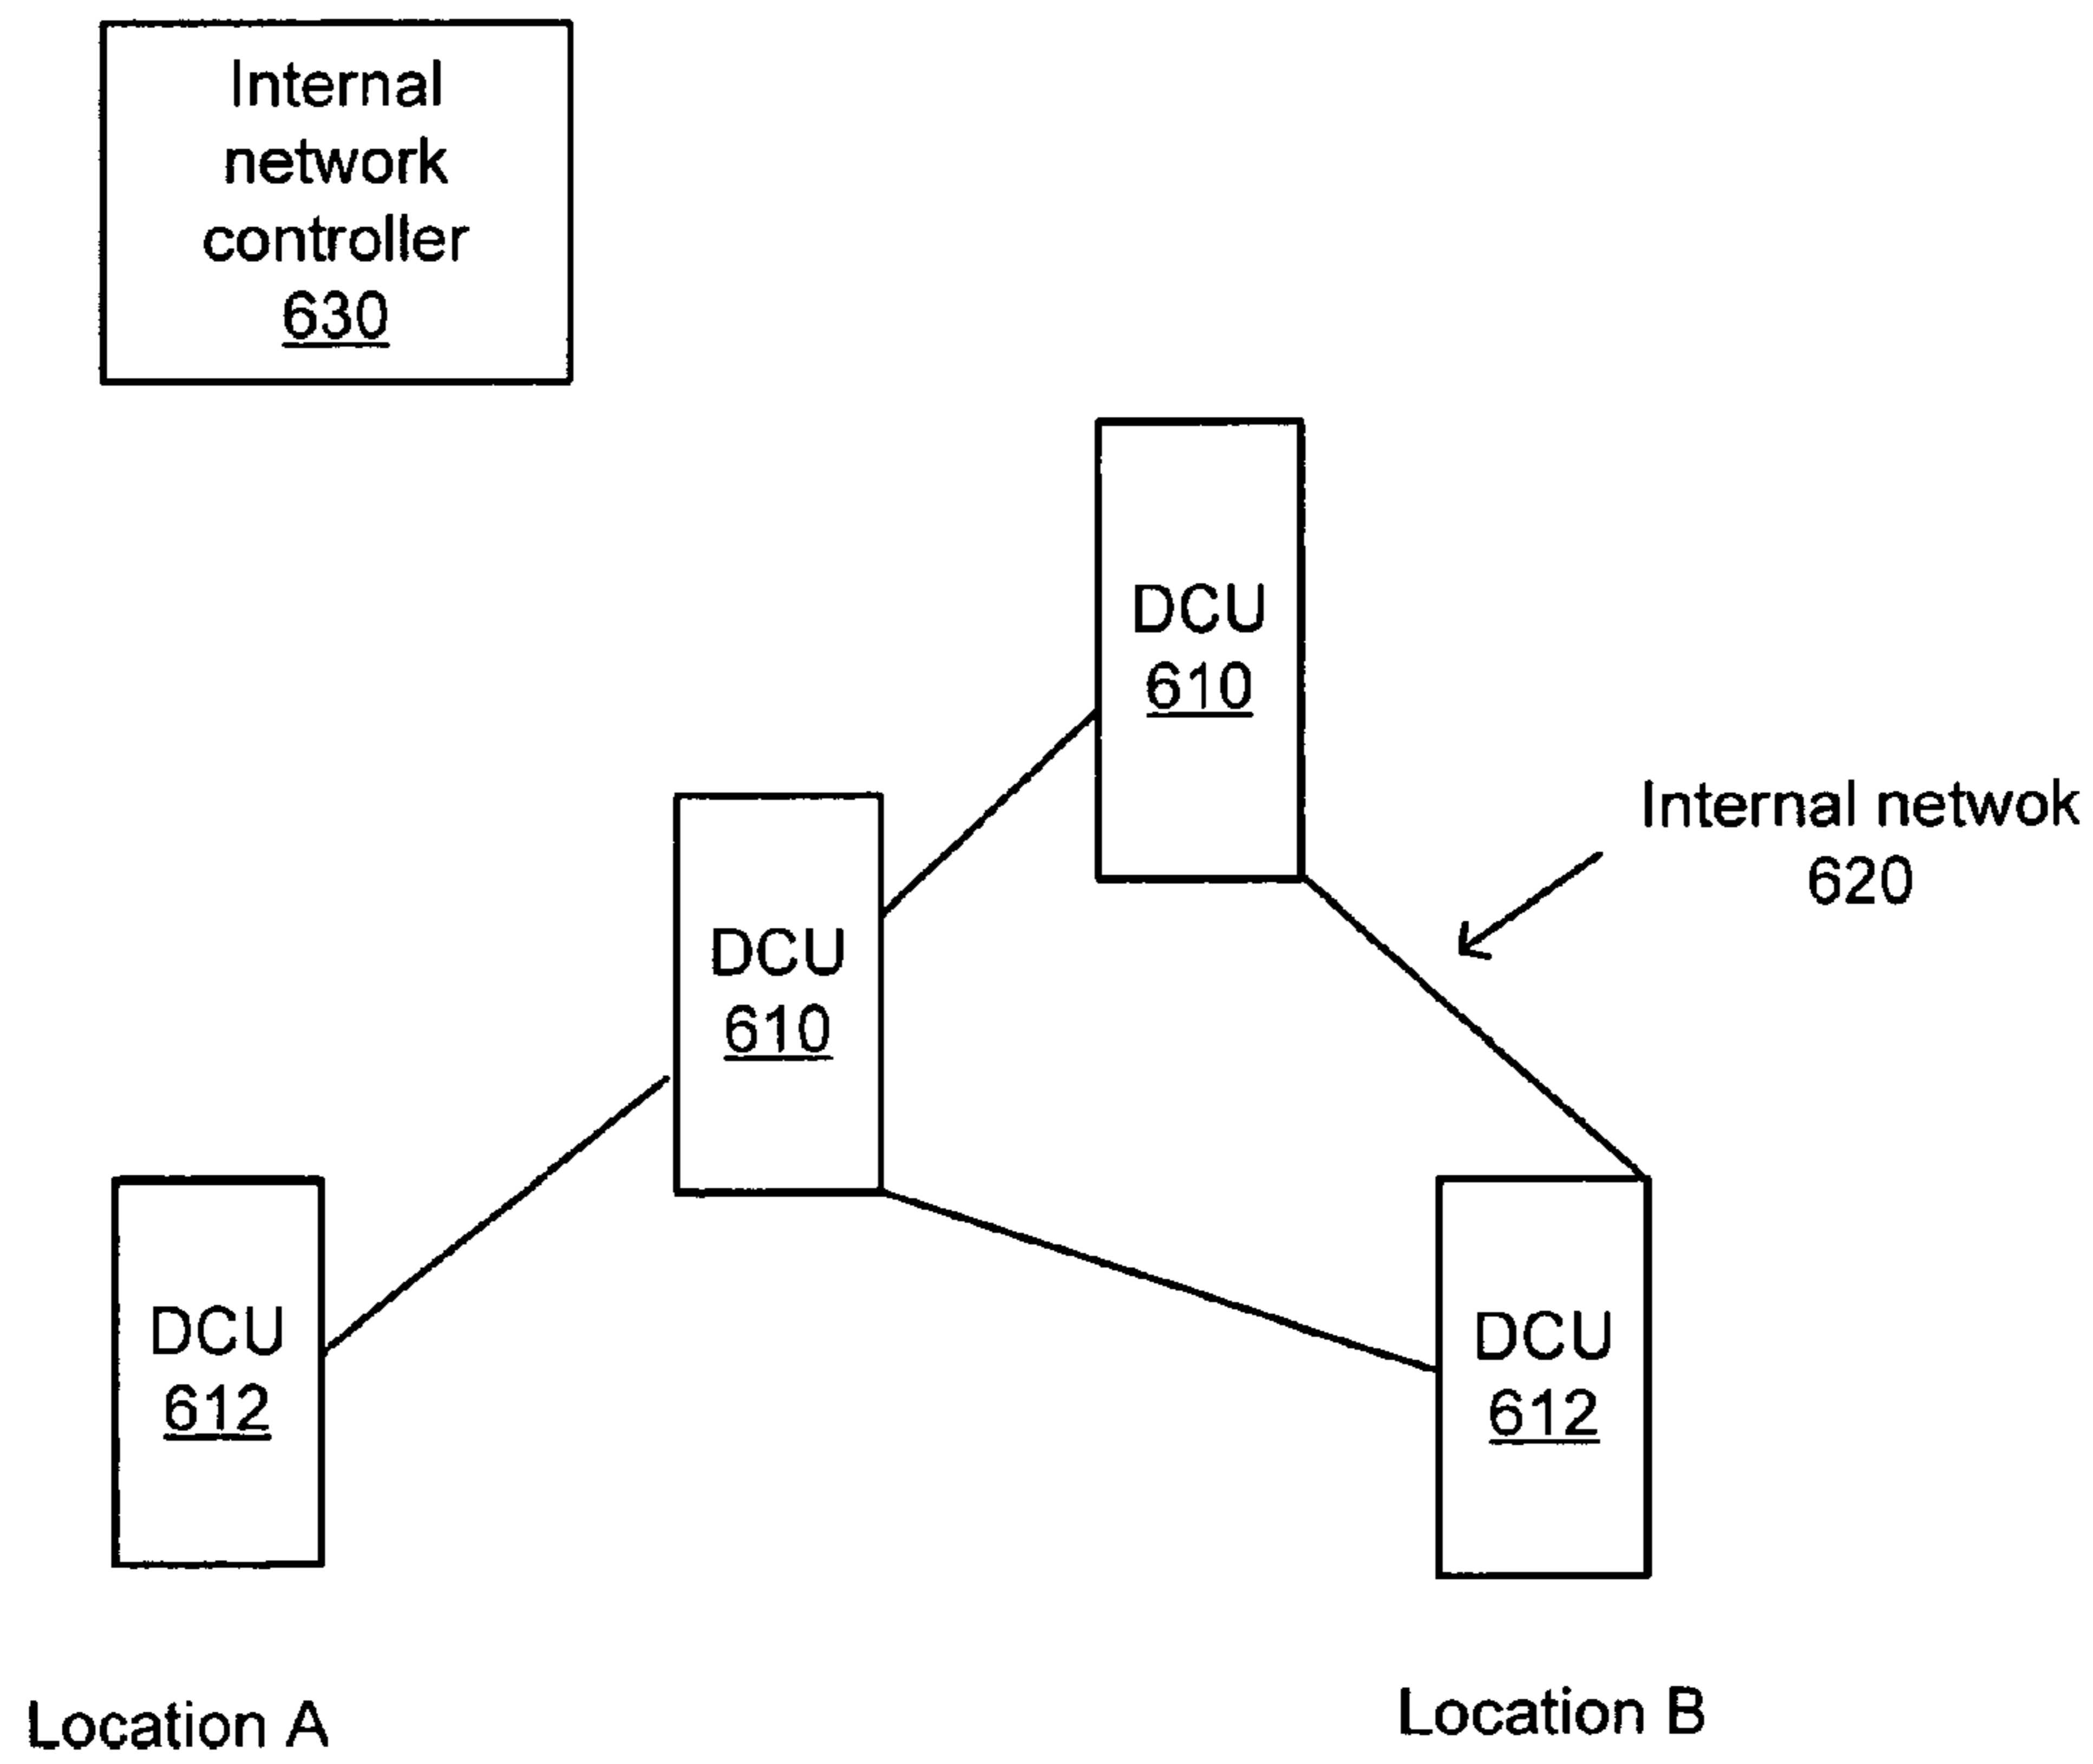 Internal
network
controller
630
DCU
610
Internal netwok
620
DCU
610
DCU
612
DCU
612
Location A
Location B